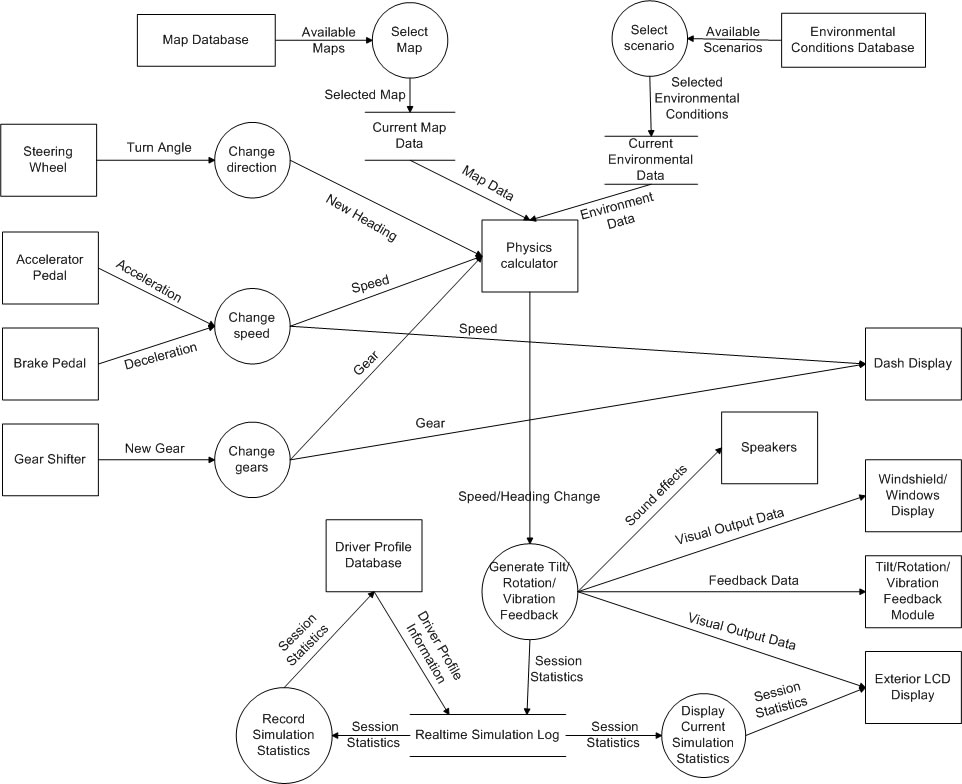 Map Database
Available
Maps
Select
Map
Select
scenario
Available
Scenarios
Environmental
Conditions Database
Selected Map
Selected
Environmental
Conditions
Current Map
Data
Current
Environmental
Data
Steering
Wheel
Turn Angle
Change
direction
Map Data
New Heading
Environment
Data
Physics
calculator
Accelerator
Pedal
Acceleration
Change
speed
Speed
Speed
Brake Pedal
Deceleration
Gear
Dash Display
Gear Shifter
New Gear
Change
gears
Gear
Speakers
Speed/Heading Change
Sound effects
Windshield/
Windows
Display
Visual Output Data
Driver Profile
Database
Generate Tilt/
Rotation/
Vibration
Feedback
Feedback Data
Tilt/Rotation/
Vibration
Feedback
Module
Session
Statistics
Driver Profile
Information
Visual Output Data
Session
Statistics
Exterior LCD
Display
Record
Simulation
Statistics
Session
Statistics
Realtime Simulation Log
Session
Statistics
Display
Current
Simulation
Statistics
Session
Statistics